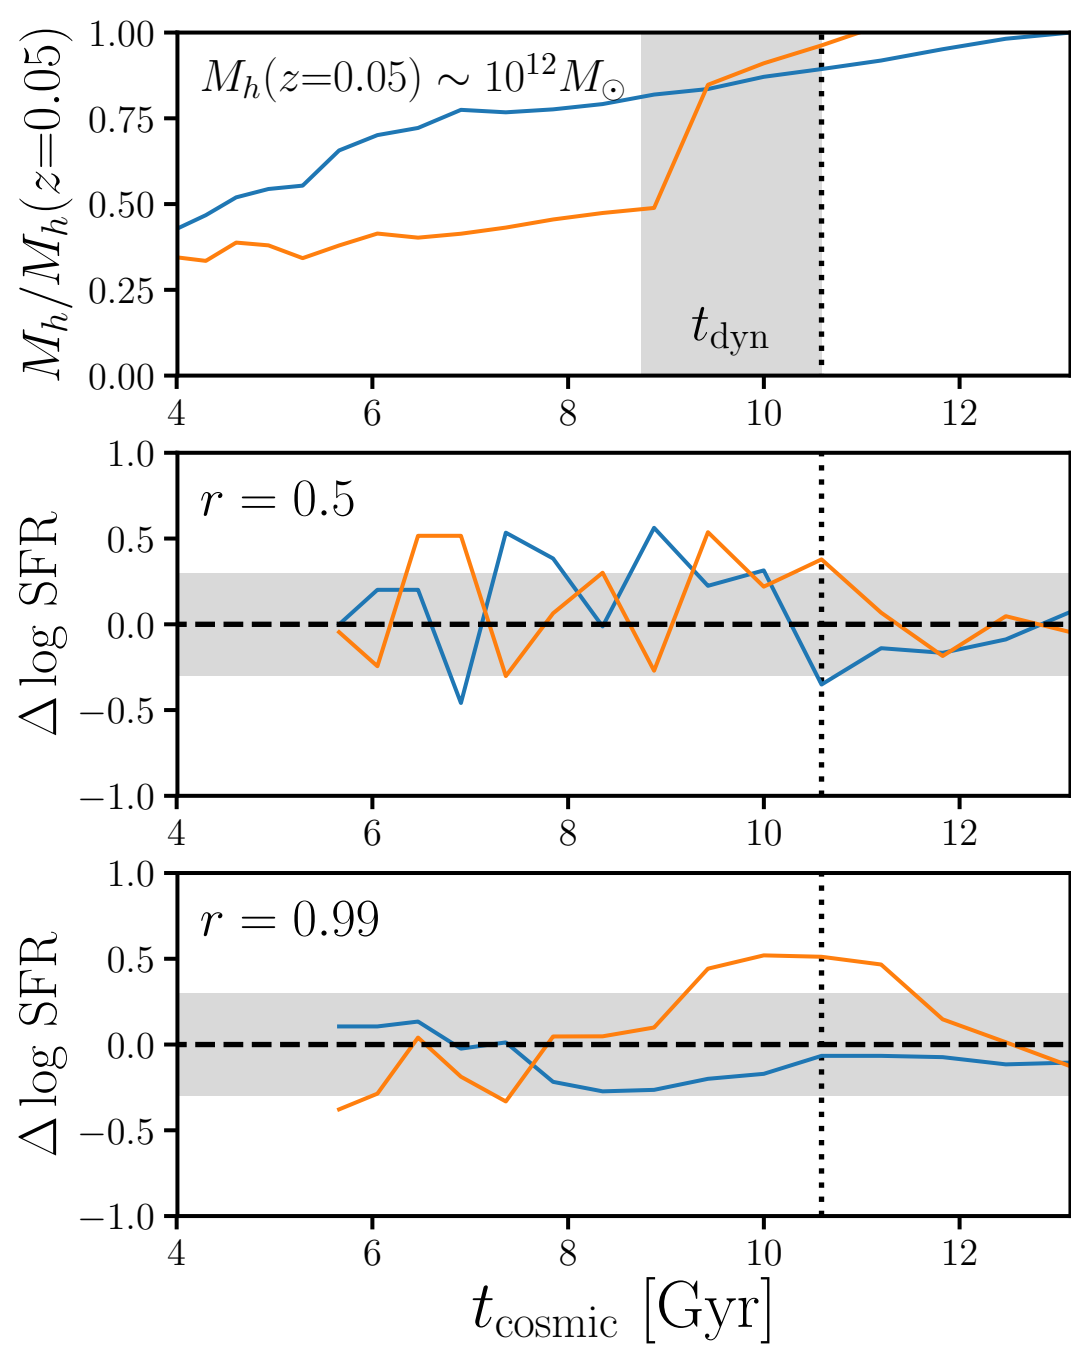 M_h/M_h(z=0.05)
1.00
0.75
0.50
0.25
0.00
M_h(z=0.05) ∼ 10^12 M_⊙
t_dyn
4 6 8 10 12
Δ log SFR
1.0
0.5
0.0
−0.5
−1.0
r = 0.5
4 6 8 10 12
Δ log SFR
1.0
0.5
0.0
−0.5
−1.0
r = 0.99
4 6 8 10 12
t_cosmic [Gyr]